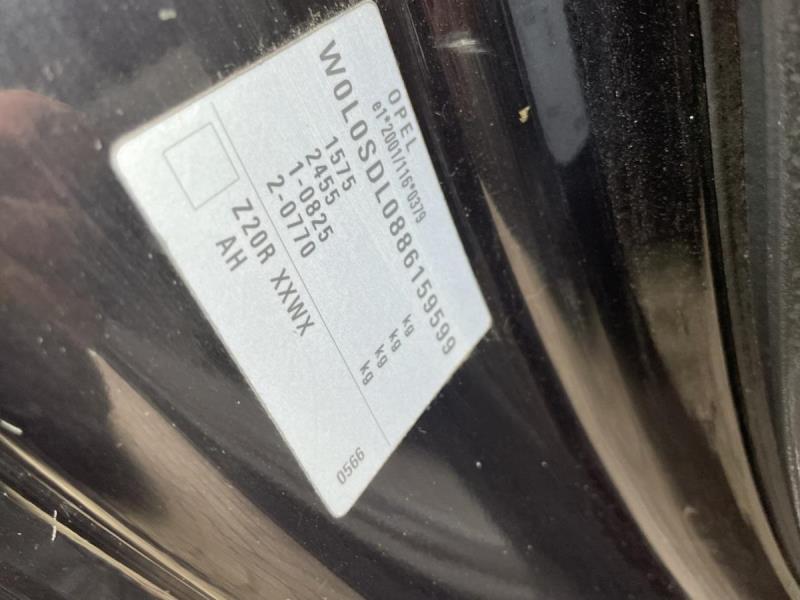 OPEL
e1*2001/116*0379
W0L0SDL0886159599
1575 kg
2455 kg
1-0825 kg
2-0770
Z20R XXWX
AH
0566